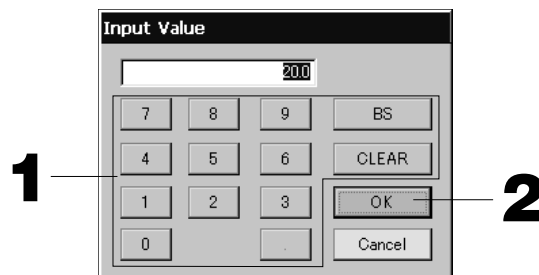 Input Value
20.0
7 8 9 BS
4 5 6 CLEAR
1
1 2 3 OK
2
0 . Cancel